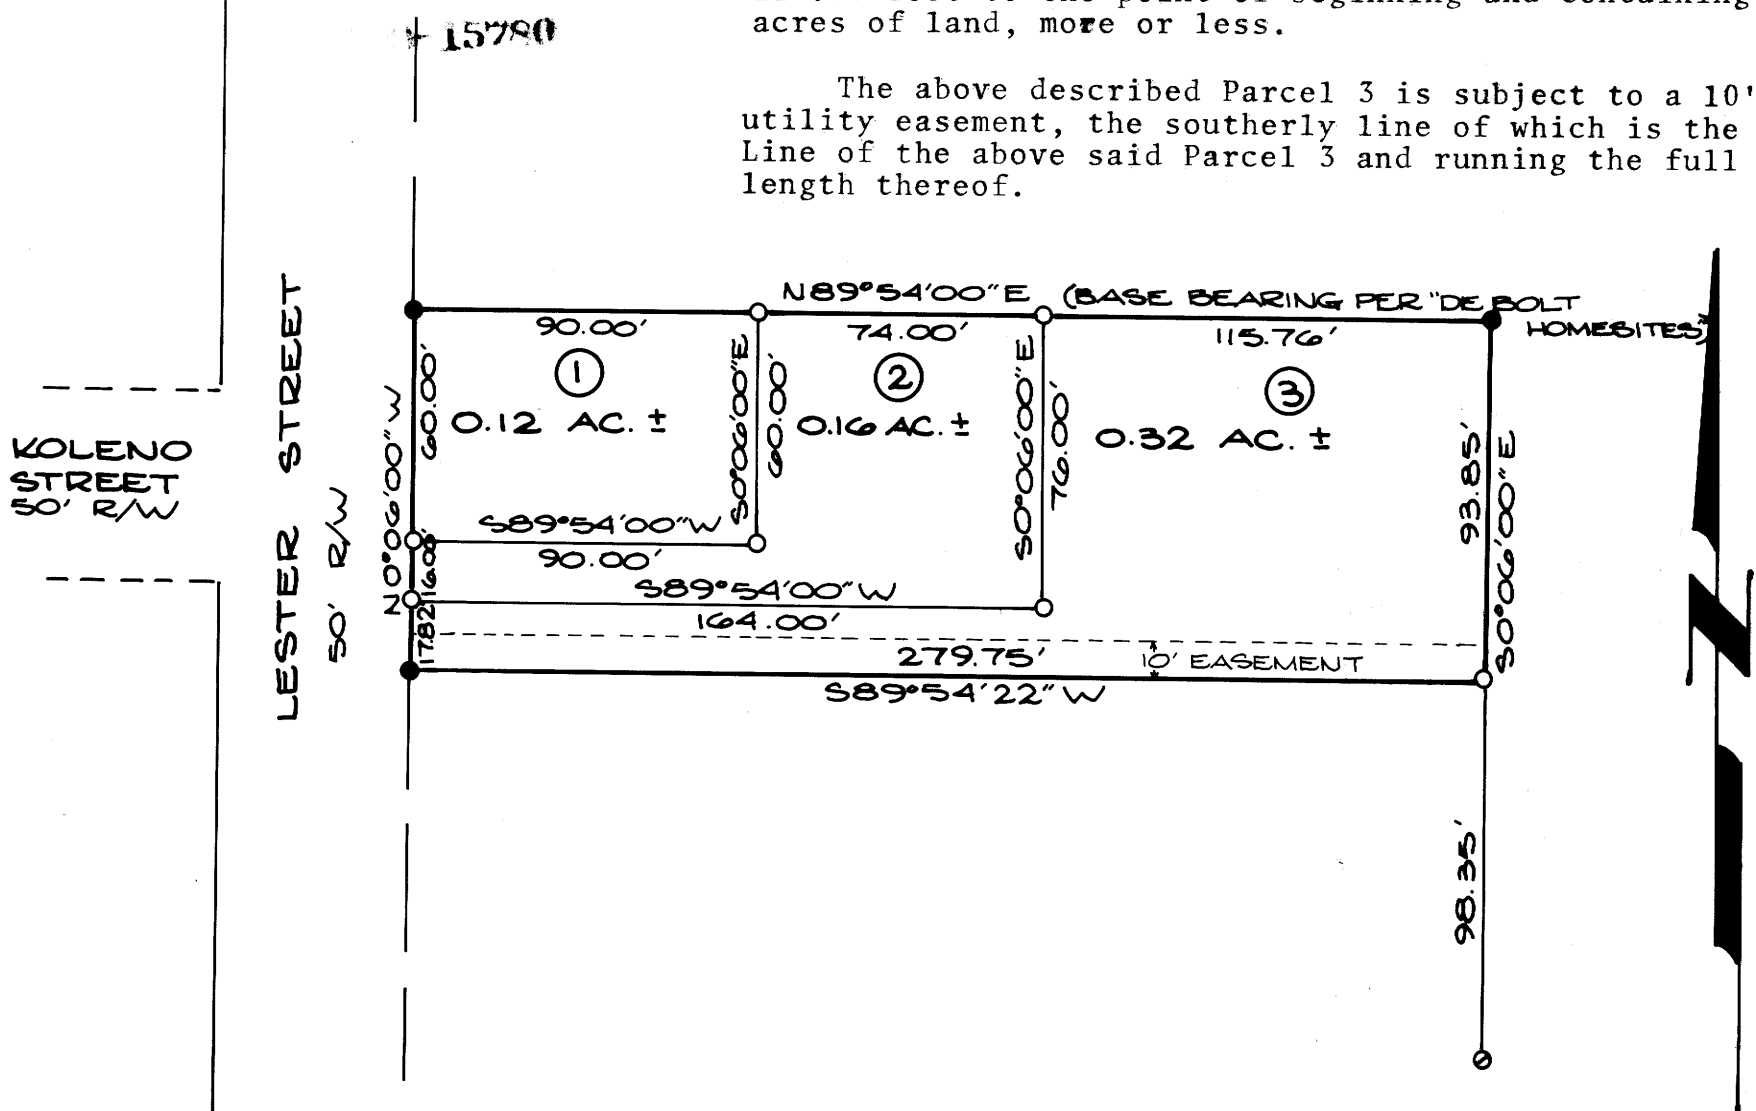 acres of land, more or less.
15780
The above described Parcel 3 is subject to a 10'
utility easement, the southerly line of which is the
Line of the above said Parcel 3 and running the full
length thereof.
N89°54'00"E (BASE BEARING PER "DE BOLT
HOMESITES")
90.00'
74.00'
115.76'
1
2
3
0.12 AC. ±
0.16 AC. ±
0.32 AC. ±
60.00'
S0°06'00"E
60.00'
S0°06'00"E
76.00'
93.85'
S0°06'00"E
N0°06'00"W
16.00'
17.82'
S89°54'00"W
90.00'
S89°54'00"W
164.00'
279.75'
10' EASEMENT
S89°54'22"W
KOLENO
STREET
50' R/W
LESTER STREET
50' R/W
98.35'
Z